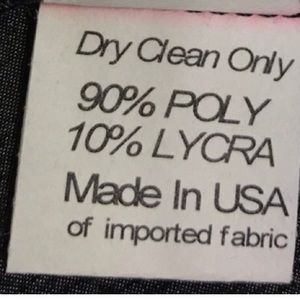 Dry Clean Only
90% POLY
10% LYCRA
Made In USA
of imported fabric